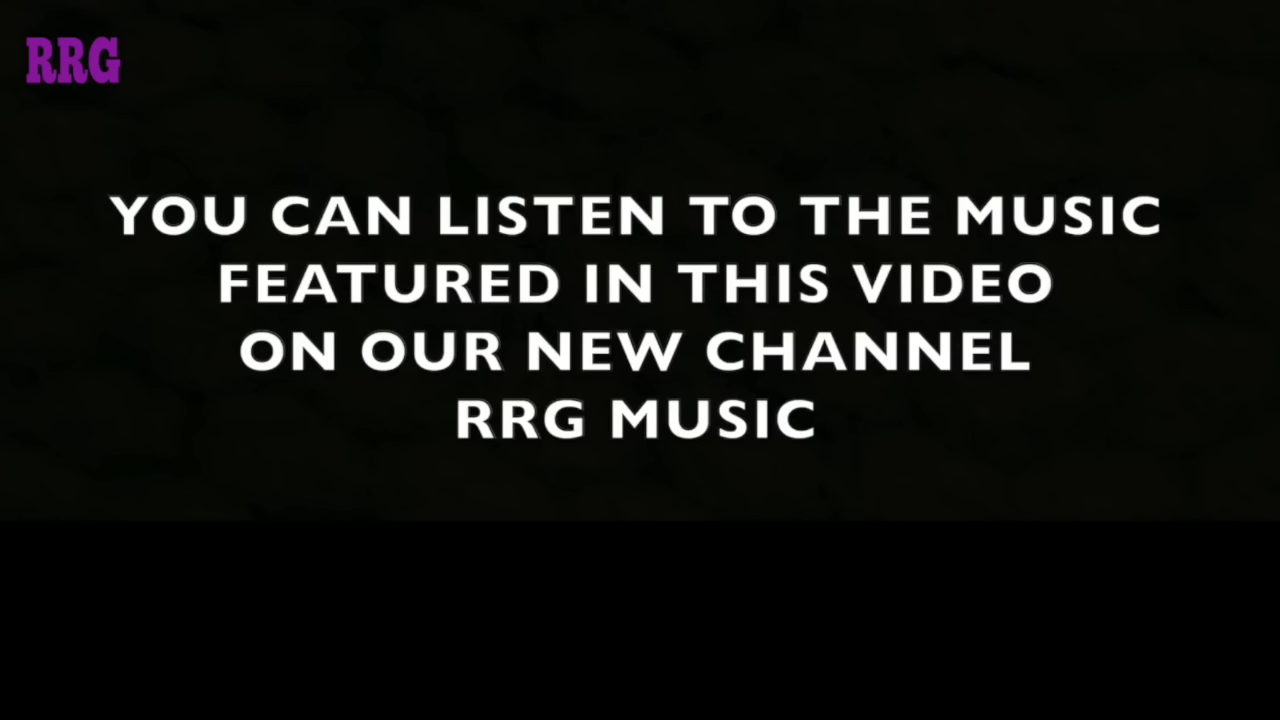 RRG
YOU CAN LISTEN TO THE MUSIC
FEATURED IN THIS VIDEO
ON OUR NEW CHANNEL
RRG MUSIC